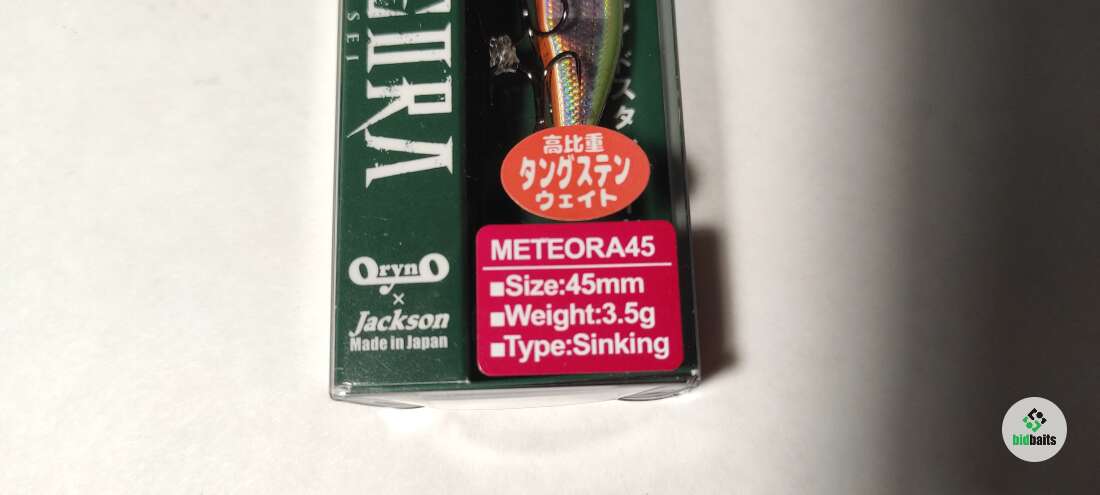 SEI
高比重
タングステン
ウェイト
METEORA45
■Size:45mm
■Weight:3.5g
■Type:Sinking
OrynO
×
Jackson
Made in Japan
bidbaits